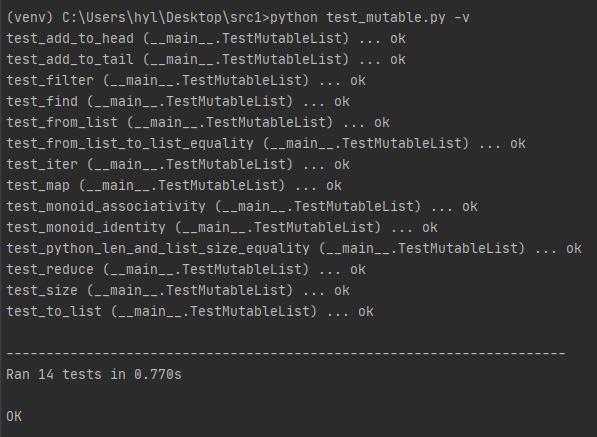 (venv) C:\Users\hyl\Desktop\src1>python test_mutable.py -v
test_add_to_head (__main__.TestMutableList) ... ok
test_add_to_tail (__main__.TestMutableList) ... ok
test_filter (__main__.TestMutableList) ... ok
test_find (__main__.TestMutableList) ... ok
test_from_list (__main__.TestMutableList) ... ok
test_from_list_to_list_equality (__main__.TestMutableList) ... ok
test_iter (__main__.TestMutableList) ... ok
test_map (__main__.TestMutableList) ... ok
test_monoid_associativity (__main__.TestMutableList) ... ok
test_monoid_identity (__main__.TestMutableList) ... ok
test_python_len_and_list_size_equality (__main__.TestMutableList) ... ok
test_reduce (__main__.TestMutableList) ... ok
test_size (__main__.TestMutableList) ... ok
test_to_list (__main__.TestMutableList) ... ok
----------------------------------------------------------------------
Ran 14 tests in 0.770s
OK